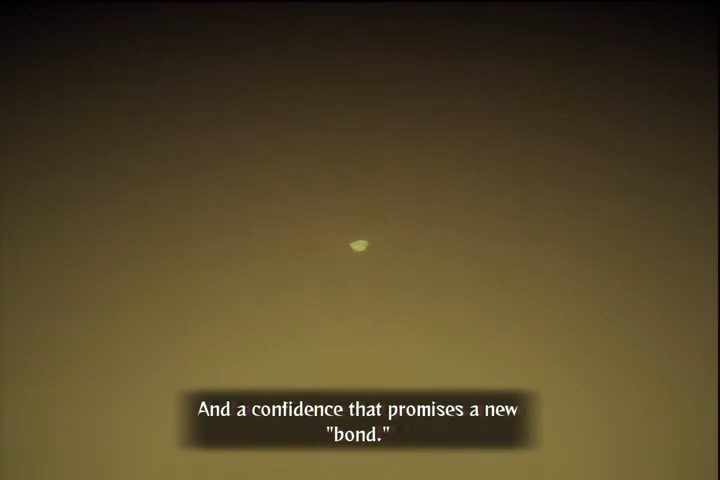 And a confidence that promises a new
"bond."